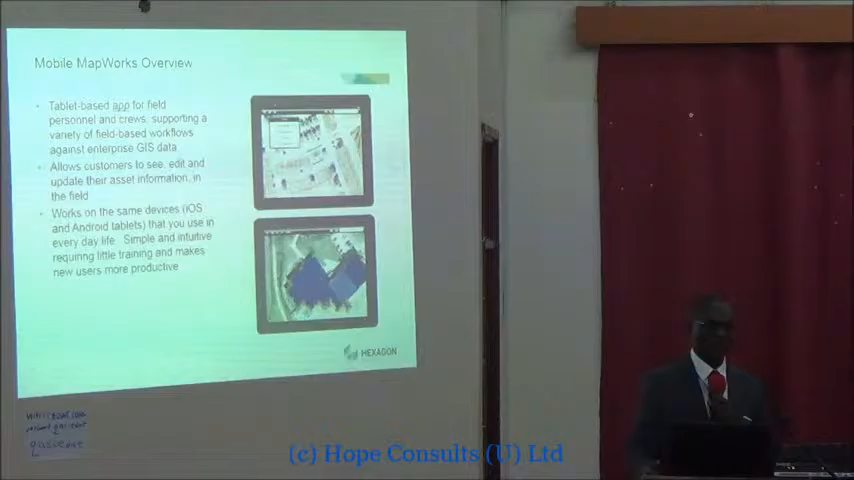 Mobile MapWorks Overview
Tablet-based app for field
personnel and crews, supporting a
variety of field-based workflows
against enterprise GIS data
Allows customers to see, edit and
update their asset information, in
the field
Works on the same devices (iOS
and Android tablets) that you use in
every day life Simple and intuitive
requiring little training and makes
new users more productive
HEXAGON
(c) Hope Consults (U) Ltd